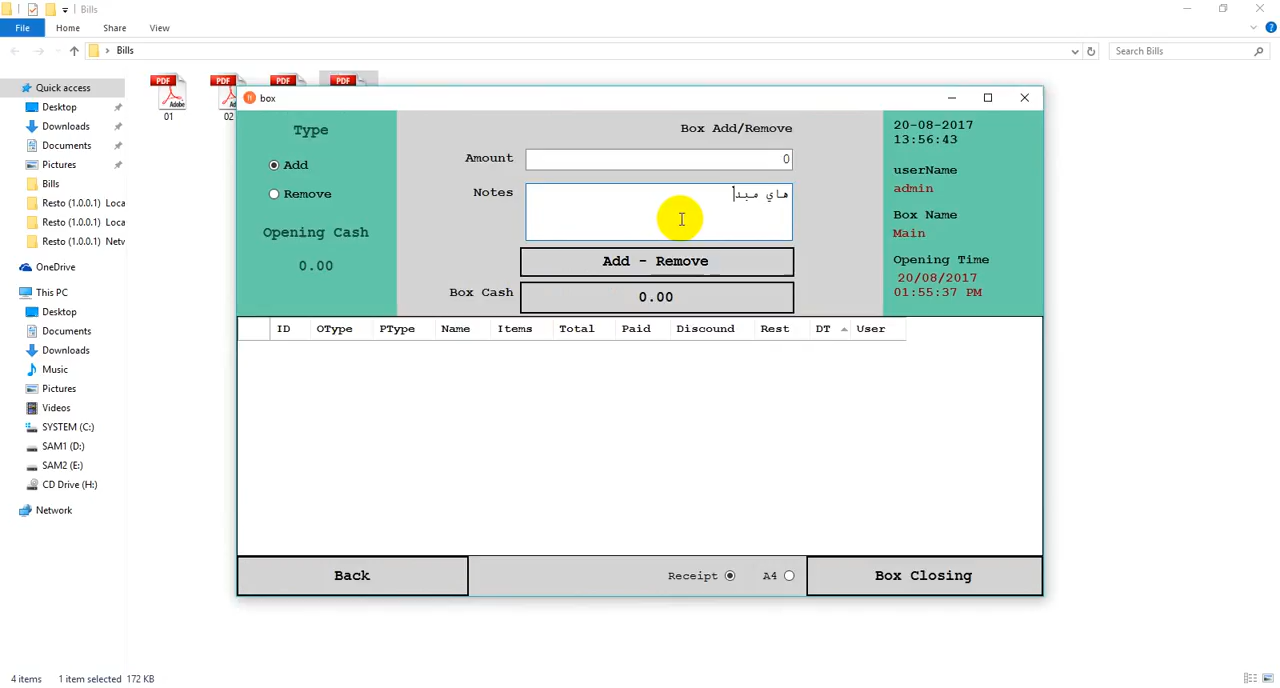 Bills
File
Home
Share
View
Bills
Search Bills
Quick access
Desktop
Downloads
Documents
Pictures
Bills
Resto (1.0.0.1) Loca
Resto (1.0.0.1) Loca
Resto (1.0.0.1) Netv
OneDrive
This PC
Desktop
Documents
Downloads
Music
Pictures
Videos
SYSTEM (C:)
SAM1 (D:)
SAM2 (E:)
CD Drive (H:)
Network
PDF
Adobe
01
PDF
02
PDF
PDF
box
Type
Add
Remove
Opening Cash
0.00
Box Add/Remove
Amount
0
Notes
هاي مبدأ
Add - Remove
Box Cash
0.00
20-08-2017
13:56:43
userName
admin
Box Name
Main
Opening Time
20/08/2017
01:55:37 PM
ID OType PType Name Items Total Paid Discound Rest DT User
Back
Receipt
A4
Box Closing
4 items
1 item selected 172 KB